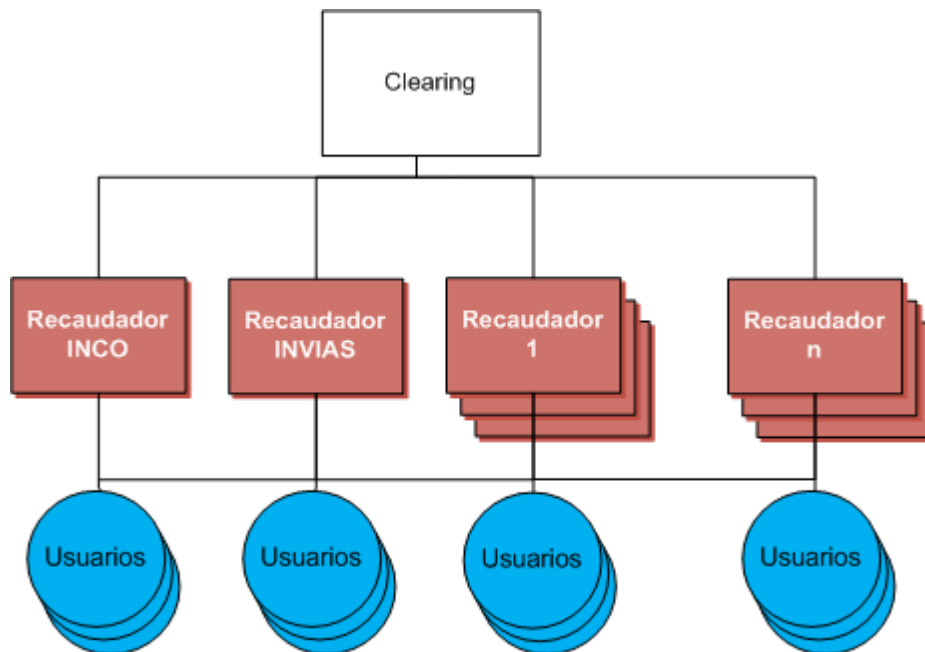 Clearing
Recaudador
INCO
Recaudador
INVIAS
Recaudador
1
Recaudador
n
Usuarios
Usuarios
Usuarios
Usuarios